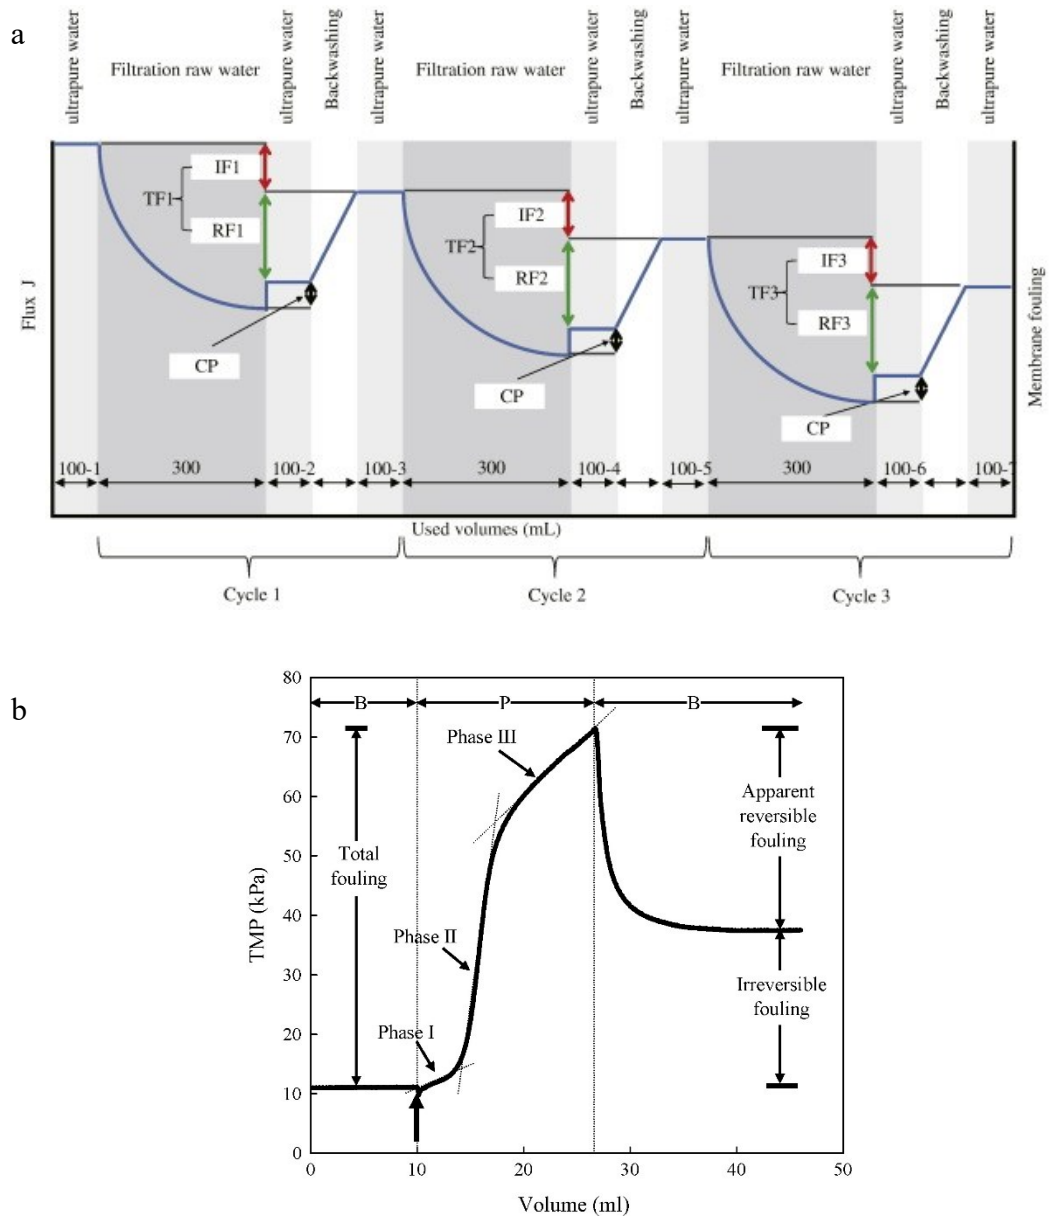 a
ultrapure water
Filtration raw water
ultrapure water
Backwashing
ultrapure water
Filtration raw water
ultrapure water
Backwashing
ultrapure water
Filtration raw water
ultrapure water
Backwashing
ultrapure water
Flux J
Membrane fouling
TF1
IF1
RF1
CP
TF2
IF2
RF2
CP
TF3
IF3
RF3
CP
100-1
300
100-2
100-3
300
100-4
100-5
300
100-6
100-7
Used volumes (mL)
Cycle 1
Cycle 2
Cycle 3
b
80
70
60
50
40
30
20
10
0
TMP (kPa)
B
P
B
Total
fouling
Phase III
Phase II
Phase I
Apparent
reversible
fouling
Irreversible
fouling
0
10
20
30
40
50
Volume (ml)